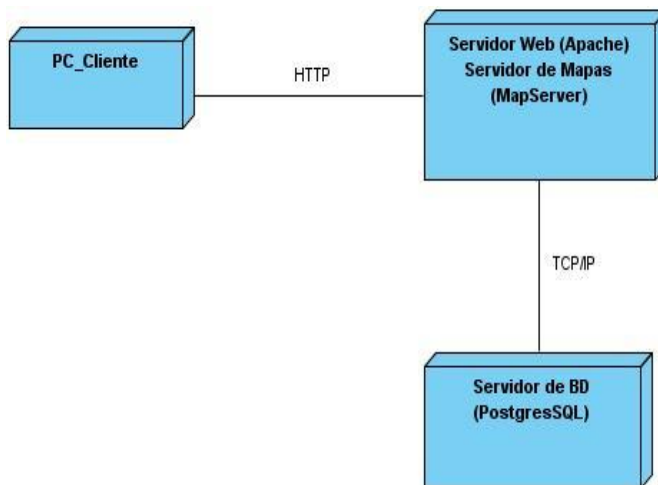 PC_Cliente
HTTP
Servidor Web (Apache)
Servidor de Mapas
(MapServer)
TCP/IP
Servidor de BD
(PostgresSQL)